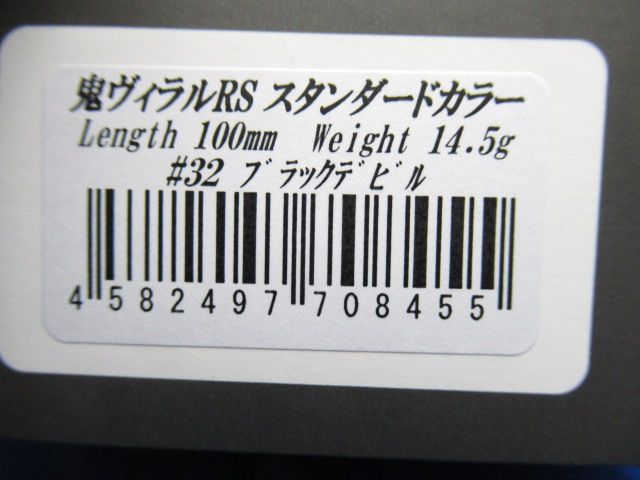 鬼ヴィラルRS スタンダードカラー
Length 100mm Weight 14.5g
#32 ブラックデビル
4 582497 708455